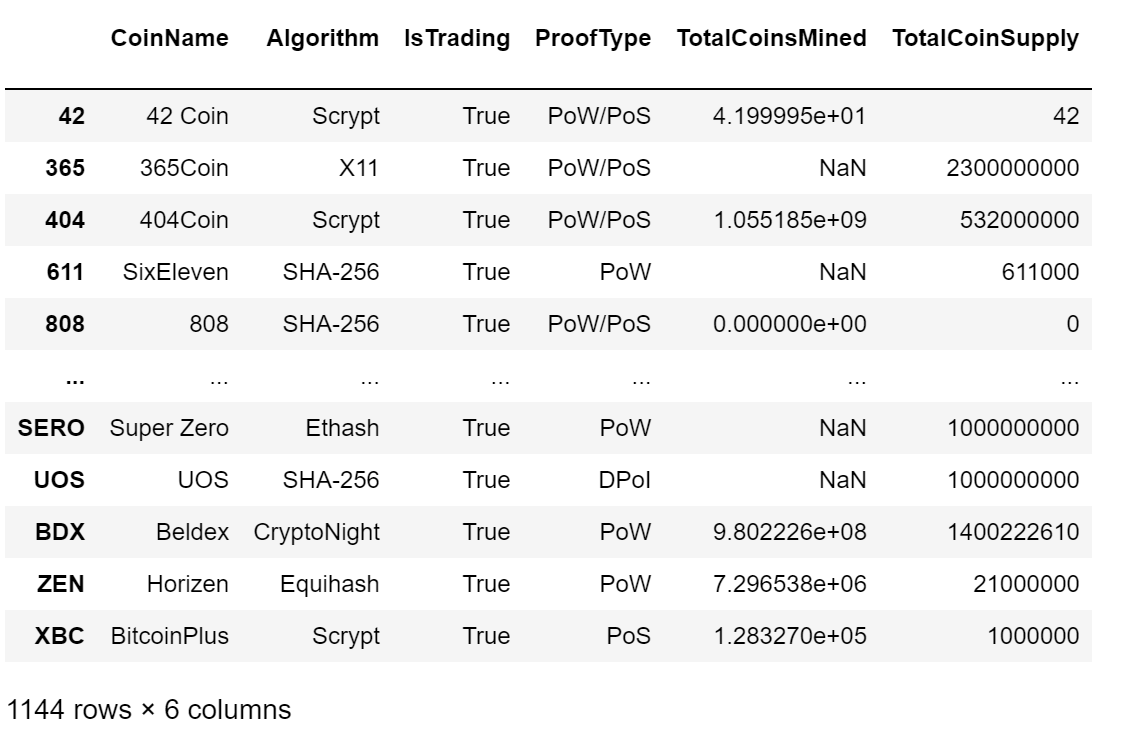 CoinName Algorithm IsTrading ProofType TotalCoinsMined TotalCoinSupply
42 42 Coin Scrypt True PoW/PoS 4.199995e+01 42
365 365Coin X11 True PoW/PoS NaN 2300000000
404 404Coin Scrypt True PoW/PoS 1.055185e+09 532000000
611 SixEleven SHA-256 True PoW NaN 611000
808 808 SHA-256 True PoW/PoS 0.000000e+00 0
... ... ... ... ... ... ...
SERO Super Zero Ethash True PoW NaN 1000000000
UOS UOS SHA-256 True DPoI NaN 1000000000
BDX Beldex CryptoNight True PoW 9.802226e+08 1400222610
ZEN Horizen Equihash True PoW 7.296538e+06 21000000
XBC BitcoinPlus Scrypt True PoS 1.283270e+05 1000000
1144 rows × 6 columns